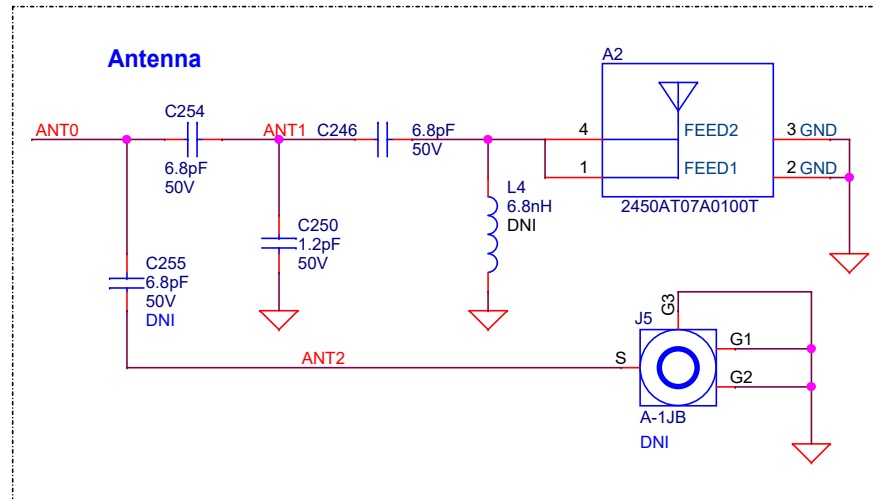 Antenna
A2
C254
ANT0
ANT1
C246
6.8pF
50V
6.8pF
50V
4
FEED2
3
GND
1
FEED1
2
GND
2450AT07A0100T
L4
6.8nH
DNI
C250
1.2pF
50V
C255
6.8pF
50V
DNI
G3
J5
G1
ANT2
S
G2
A-1JB
DNI